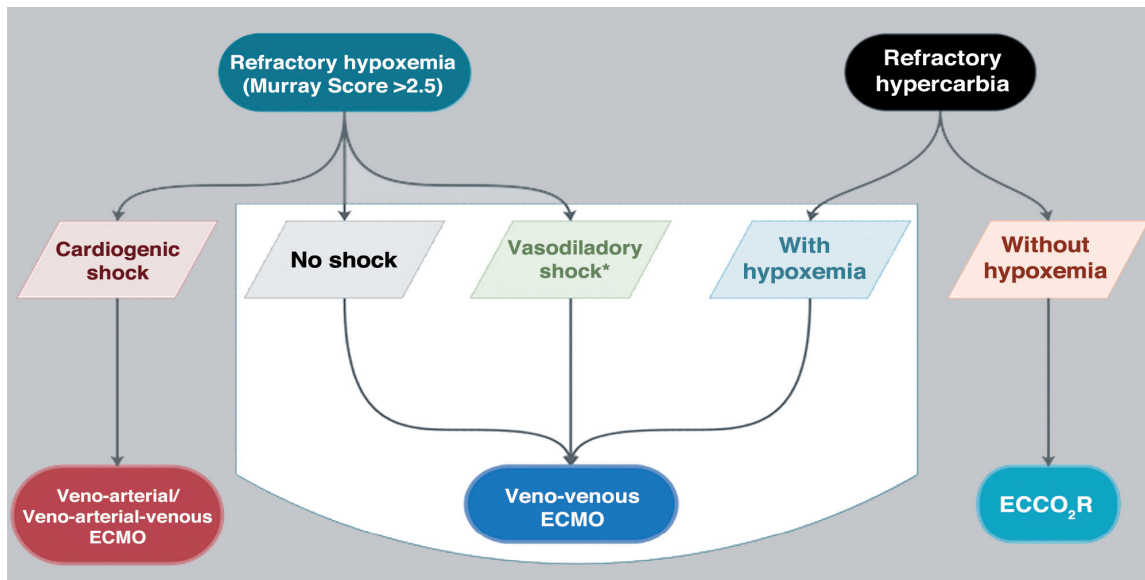 Refractory hypoxemia
(Murray Score >2.5)
Refractory
hypercarbia
Cardiogenic
shock
No shock
Vasodiladory
shock*
With
hypoxemia
Without
hypoxemia
Veno-arterial/
Veno-arterial-venous
ECMO
Veno-venous
ECMO
ECCO₂R